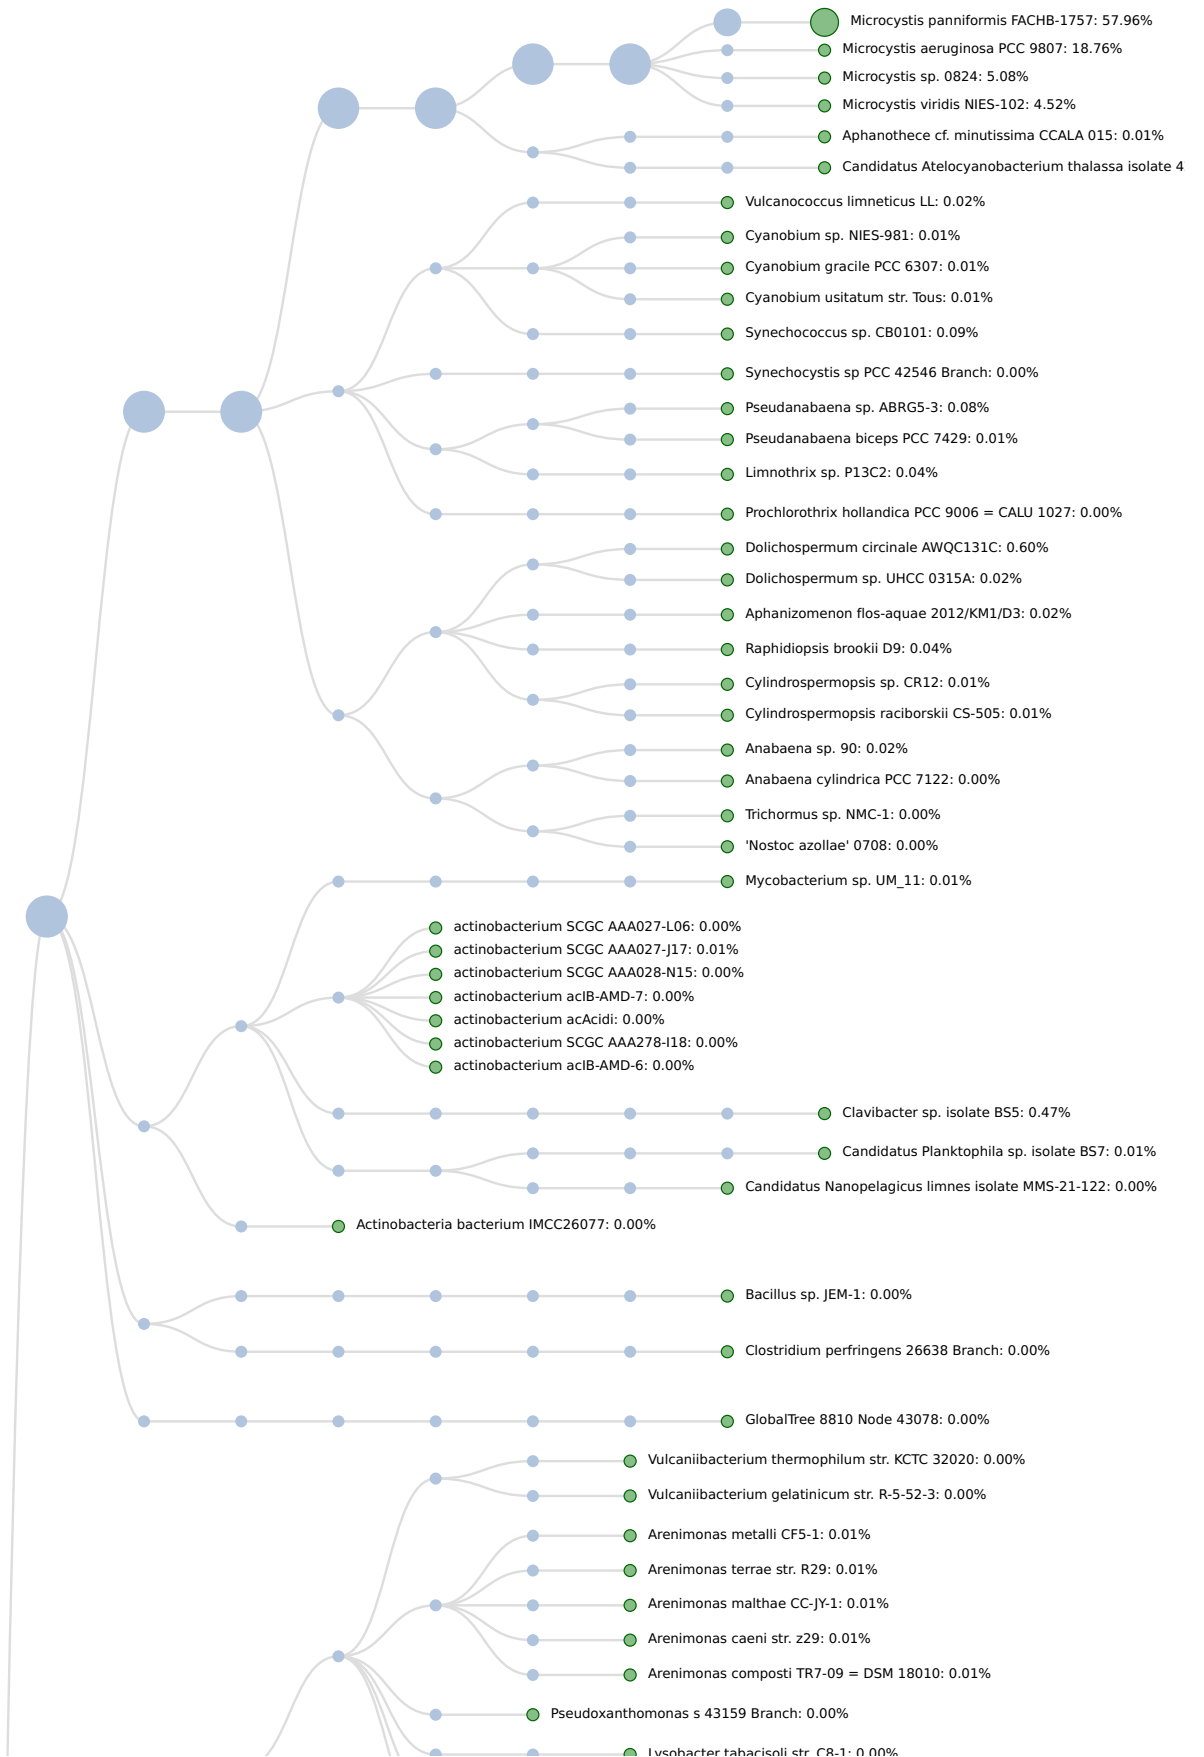 Microcystis panniformis FACHB-1757: 57.96%
Microcystis aeruginosa PCC 9807: 18.76%
Microcystis sp. 0824: 5.08%
Microcystis viridis NIES-102: 4.52%
Aphanothece cf. minutissima CCALA 015: 0.01%
Candidatus Atelocyanobacterium thalassa isolate 4
Vulcanococcus limneticus LL: 0.02%
Cyanobium sp. NIES-981: 0.01%
Cyanobium gracile PCC 6307: 0.01%
Cyanobium usitatum str. Tous: 0.01%
Synechococcus sp. CB0101: 0.09%
Synechocystis sp PCC 42546 Branch: 0.00%
Pseudanabaena sp. ABRG5-3: 0.08%
Pseudanabaena biceps PCC 7429: 0.01%
Limnothrix sp. P13C2: 0.04%
Prochlorothrix hollandica PCC 9006 = CALU 1027: 0.00%
Dolichospermum circinale AWQC131C: 0.60%
Dolichospermum sp. UHCC 0315A: 0.02%
Aphanizomenon flos-aquae 2012/KM1/D3: 0.02%
Raphidiopsis brookii D9: 0.04%
Cylindrospermopsis sp. CR12: 0.01%
Cylindrospermopsis raciborskii CS-505: 0.01%
Anabaena sp. 90: 0.02%
Anabaena cylindrica PCC 7122: 0.00%
Trichormus sp. NMC-1: 0.00%
'Nostoc azollae' 0708: 0.00%
Mycobacterium sp. UM_11: 0.01%
actinobacterium SCGC AAA027-L06: 0.00%
actinobacterium SCGC AAA027-J17: 0.01%
actinobacterium SCGC AAA028-N15: 0.00%
actinobacterium acIB-AMD-7: 0.00%
actinobacterium acAcidi: 0.00%
actinobacterium SCGC AAA278-I18: 0.00%
actinobacterium acIB-AMD-6: 0.00%
Clavibacter sp. isolate BS5: 0.47%
Candidatus Planktophila sp. isolate BS7: 0.01%
Candidatus Nanopelagicus limnes isolate MMS-21-122: 0.00%
Actinobacteria bacterium IMCC26077: 0.00%
Bacillus sp. JEM-1: 0.00%
Clostridium perfringens 26638 Branch: 0.00%
GlobalTree 8810 Node 43078: 0.00%
Vulcaniibacterium thermophilum str. KCTC 32020: 0.00%
Vulcaniibacterium gelatinicum str. R-5-52-3: 0.00%
Arenimonas metalli CF5-1: 0.01%
Arenimonas terrae str. R29: 0.01%
Arenimonas malthae CC-JY-1: 0.01%
Arenimonas caeni str. z29: 0.01%
Arenimonas composti TR7-09 = DSM 18010: 0.01%
Pseudoxanthomonas s 43159 Branch: 0.00%
Lysobacter tabacisoli str. C8-1: 0.00%